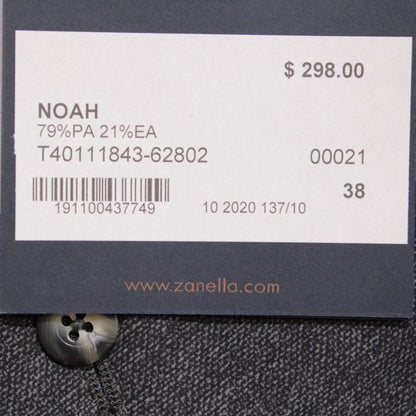 $ 298.00
NOAH
79%PA 21%EA
T40111843-62802 00021
38
191100437749 10 2020 137/10
www.zanella.com